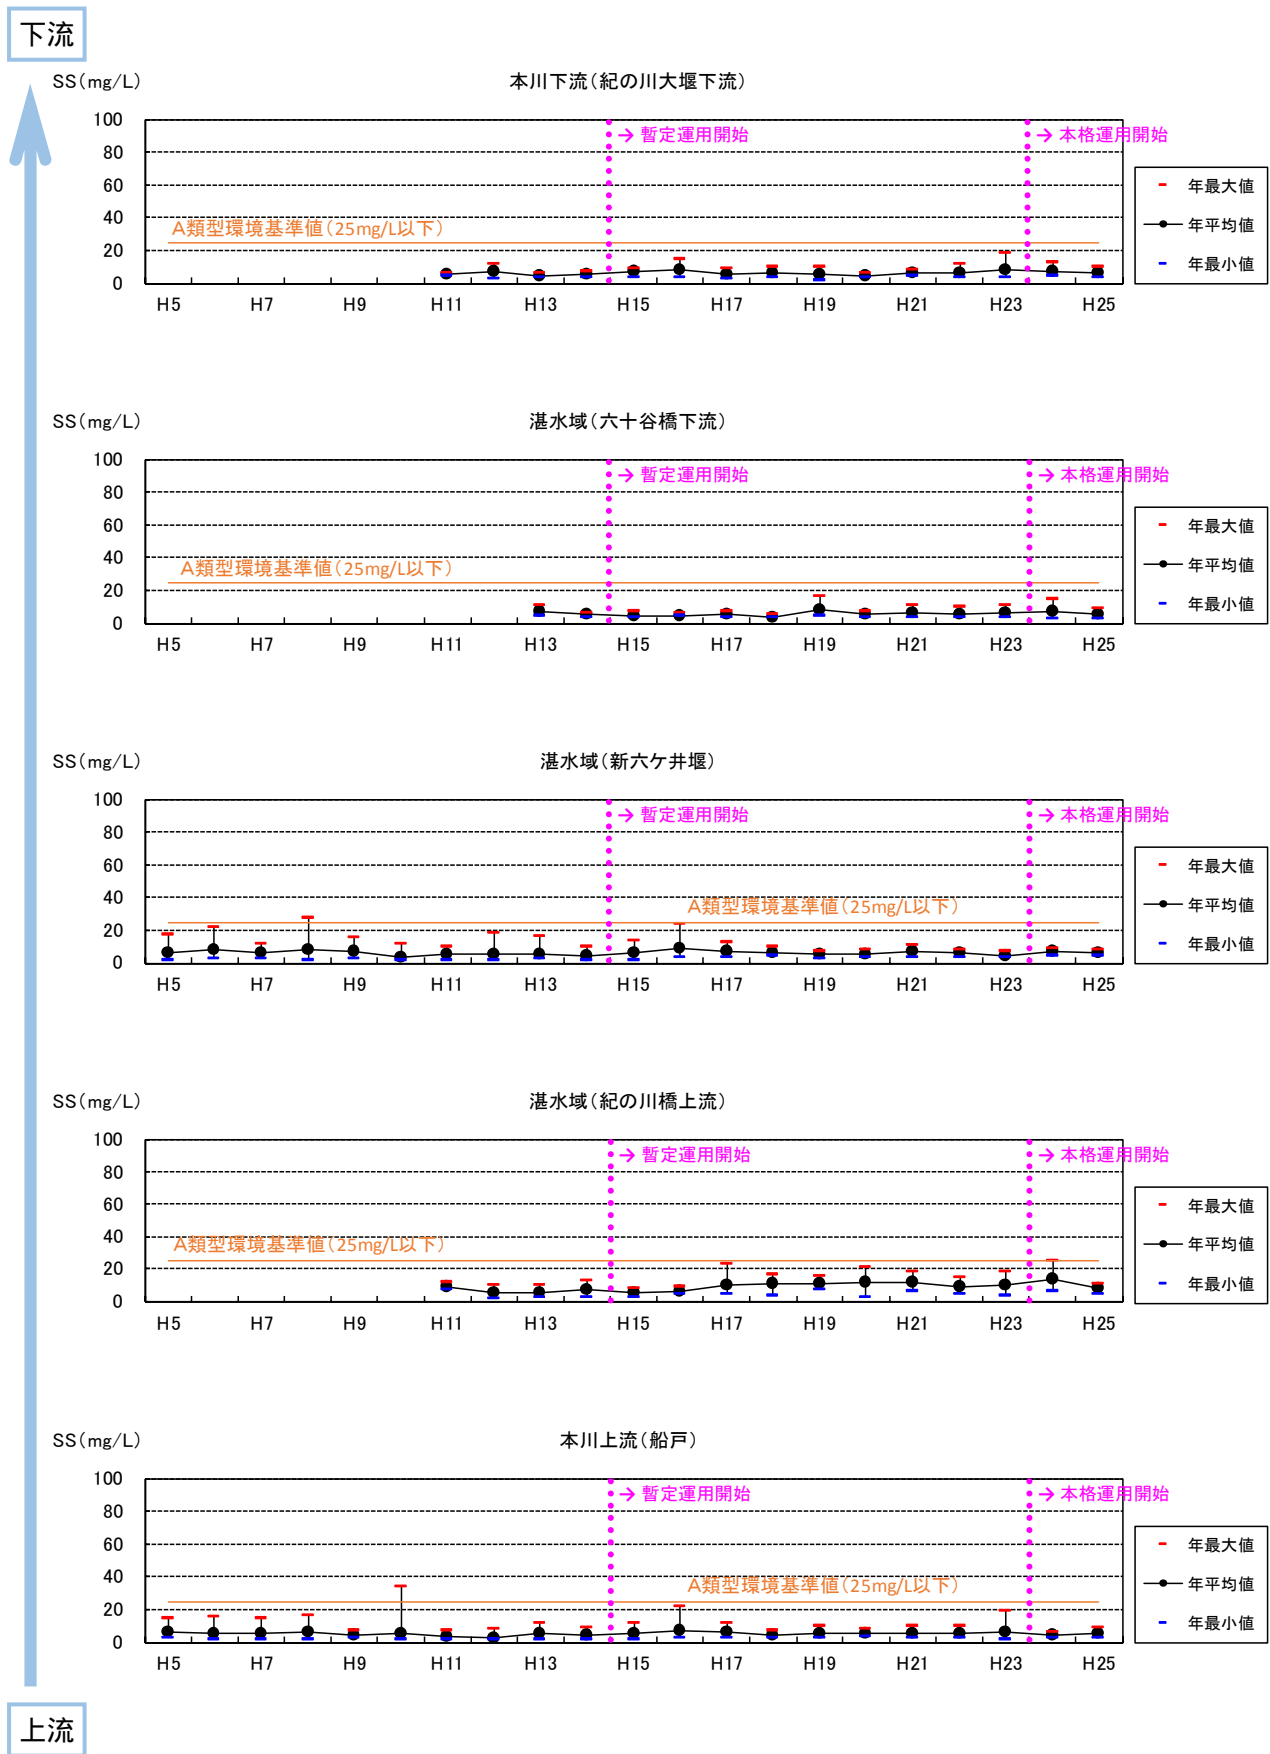 下流
SS(mg/L)
本川下流(紀の川大堰下流)
100
80
60
40
20
0
→ 暫定運用開始
→ 本格運用開始
A類型環境基準値(25mg/L以下)
年最大値
年平均値
年最小値
H5 H7 H9 H11 H13 H15 H17 H19 H21 H23 H25
SS(mg/L)
湛水域(六十谷橋下流)
100
80
60
40
20
0
→ 暫定運用開始
→ 本格運用開始
A類型環境基準値(25mg/L以下)
年最大値
年平均値
年最小値
H5 H7 H9 H11 H13 H15 H17 H19 H21 H23 H25
SS(mg/L)
湛水域(新六ケ井堰)
100
80
60
40
20
0
→ 暫定運用開始
→ 本格運用開始
A類型環境基準値(25mg/L以下)
年最大値
年平均値
年最小値
H5 H7 H9 H11 H13 H15 H17 H19 H21 H23 H25
SS(mg/L)
湛水域(紀の川橋上流)
100
80
60
40
20
0
→ 暫定運用開始
→ 本格運用開始
A類型環境基準値(25mg/L以下)
年最大値
年平均値
年最小値
H5 H7 H9 H11 H13 H15 H17 H19 H21 H23 H25
SS(mg/L)
本川上流(船戸)
100
80
60
40
20
0
→ 暫定運用開始
→ 本格運用開始
A類型環境基準値(25mg/L以下)
年最大値
年平均値
年最小値
H5 H7 H9 H11 H13 H15 H17 H19 H21 H23 H25
上流